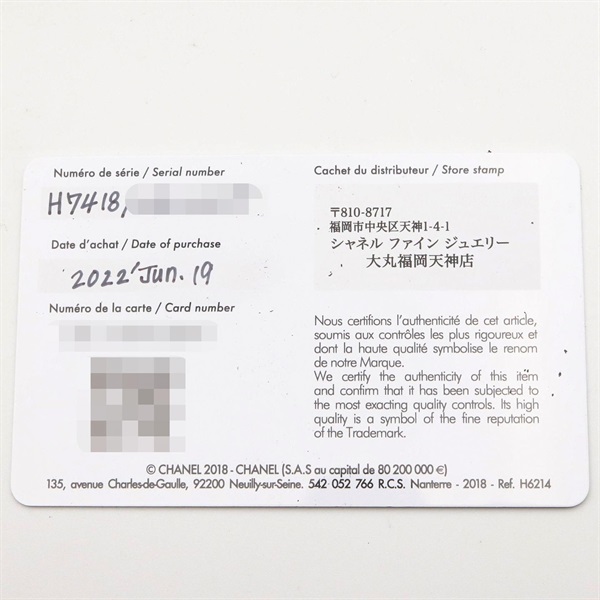 Numéro de série / Serial number
H7418,
Date d'achat / Date of purchase
2022' Jun. 19
Numéro de la carte / Card number
Cachet du distributeur / Store stamp
〒810-8717
福岡市中央区天神1-4-1
シャネル ファイン ジュエリー
大丸福岡天神店
Nous certifions l'authenticité de cet article,
soumis aux contrôles les plus rigoureux et
dont la haute qualité symbolise le renom
de notre Marque.
We certify the authenticity of this item
and confirm that it has been subjected to
the most exacting quality controls. Its high
quality is a symbol of the fine reputation
of the Trademark.
© CHANEL 2018 - CHANEL (S.A.S au capital de 80 200 000 €)
135, avenue Charles-de-Gaulle, 92200 Neuilly-sur-Seine. 542 052 766 R.C.S. Nanterre - 2018 - Ref. H6214